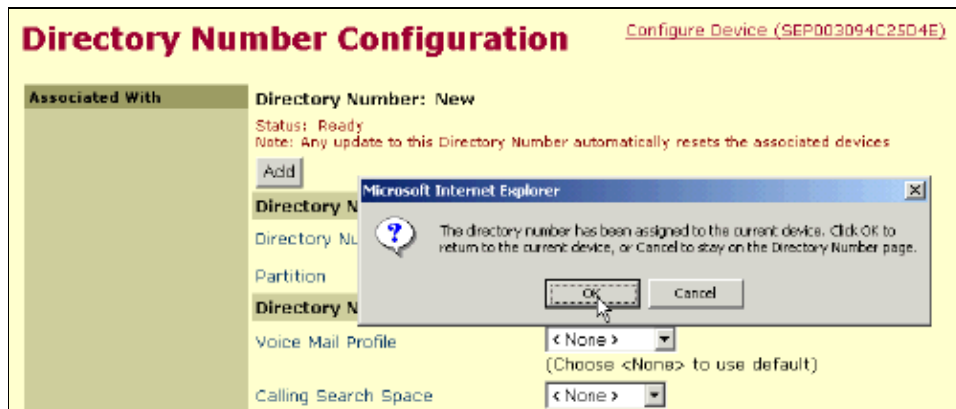 Directory Number Configuration
Configure Device (SEP003094C25D4E)
Associated With
Directory Number: New
Status: Ready
Note: Any update to this Directory Number automatically resets the associated devices
Add
Microsoft Internet Explorer
Directory N
The directory number has been assigned to the current device. Click OK to
return to the current device, or Cancel to stay on the Directory Number page.
Directory Nu
Partition
OK
Cancel
Directory N
Voice Mail Profile
< None >
(Choose <None> to use default)
Calling Search Space
< None >